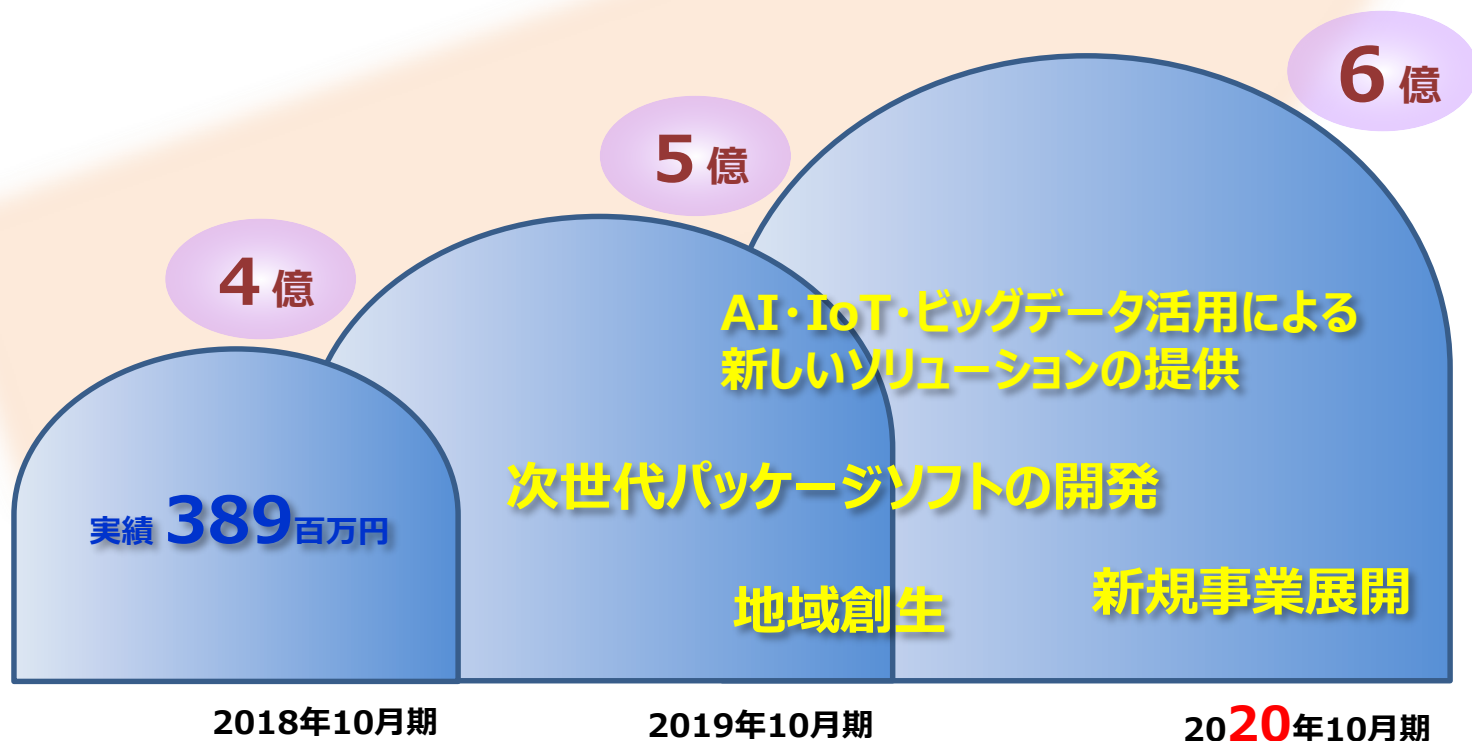 6億
5億
4億
AI・IoT・ビッグデータ活用による
新しいソリューションの提供
次世代パッケージソフトの開発
実績 389百万円
新規事業展開
地域創生
2018年10月期
2019年10月期
2020年10月期